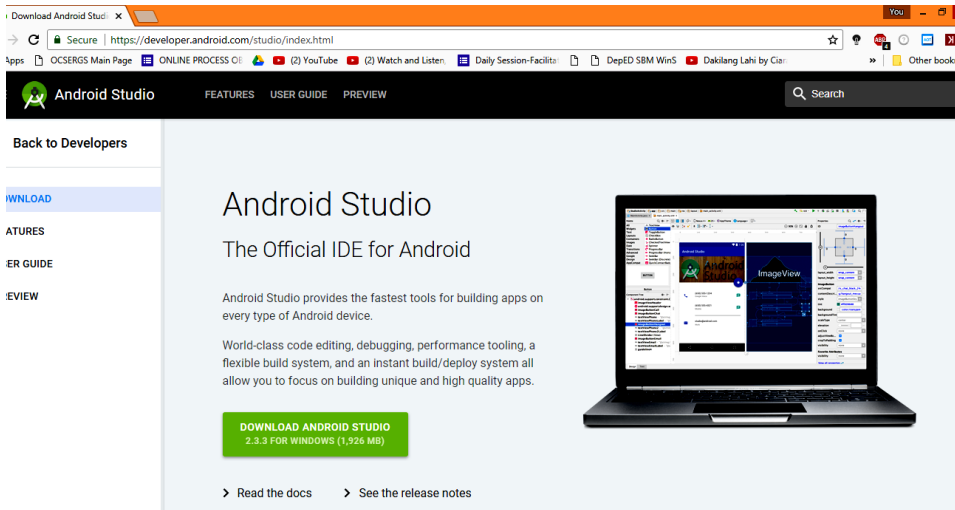 Download Android Studi
You
Secure https://developer.android.com/studio/index.html
Apps OCSERGS Main Page ONLINE PROCESS OF (2) YouTube (2) Watch and Listen, Daily Session-Facilita DepED SBM WinS Dakilang Lahi by Cian » Other book
Android Studio FEATURES USER GUIDE PREVIEW Search
Back to Developers
OWNLOAD
ATURES
ER GUIDE
EVIEW
Android Studio
The Official IDE for Android
Android Studio provides the fastest tools for building apps on
every type of Android device.
World-class code editing, debugging, performance tooling, a
flexible build system, and an instant build/deploy system all
allow you to focus on building unique and high quality apps.
DOWNLOAD ANDROID STUDIO
2.3.3 FOR WINDOWS (1,926 MB)
Read the docs See the release notes
Android Studio
Android
Studio
ImageView